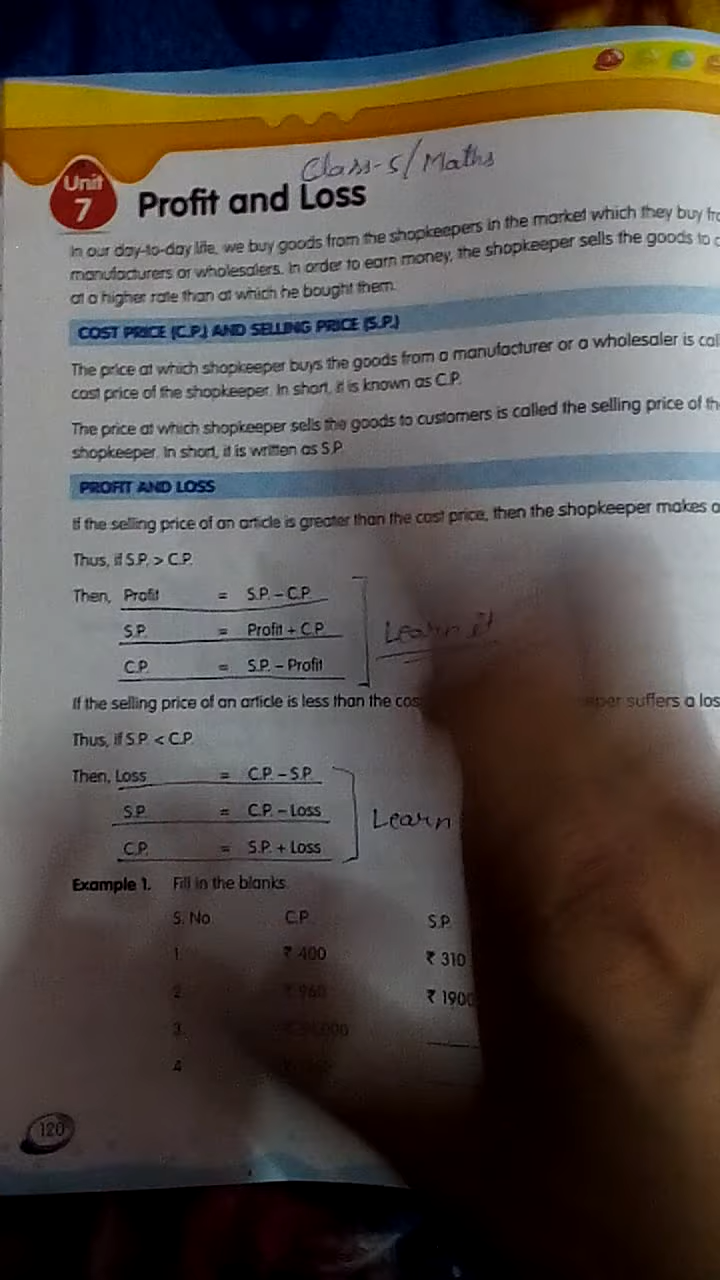 Class-5/Maths
Unit
7
Profit and Loss
In our day-to-day life, we buy goods from the shopkeepers in the market which they buy
manufacturers or wholesalers. In order to earn money, the shopkeeper sells the goods to
at a higher rate than at which he bought them.
COST PRICE (C.P.) AND SELLING PRICE (S.P.)
The price at which shopkeeper buys the goods from a manufacturer or a wholesaler is
cost price of the shopkeeper. In short, it is known as C.P.
The price at which shopkeeper sells the goods to customers is called the selling price of
shopkeeper. In short, it is written as S.P.
PROFIT AND LOSS
If the selling price of an article is greater than the cost price, then the shopkeeper makes a
Thus, if S.P. > C.P.
Then, Profit = S.P. – C.P.
S.P. = Profit + C.P.
Learn it
C.P. = S.P. – Profit
If the selling price of an article is less than the suffers a
Thus, if S.P. < C.P.
Then, Loss = C.P. – S.P.
S.P. = C.P. – Loss
Learn
C.P. = S.P. + Loss
Example 1. Fill in the blanks.
S. No. C.P. S.P.
1. ₹ 400 ₹ 310
2. ₹ 960 ₹ 1900
3.
4.
120